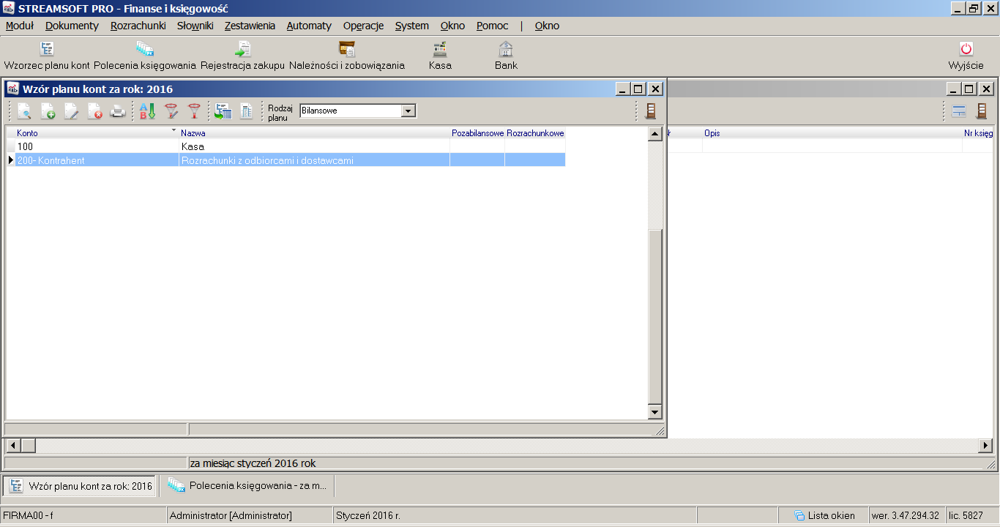 STREAMSOFT PRO - Finanse i księgowość
Moduł Dokumenty Rozrachunki Słowniki Zestawienia Automaty Operacje System Okno Pomoc | Okno
Wzorzec planu kont Polecenia księgowania Rejestracja zakupu Należności i zobowiązania Kasa Bank Wyjście
Wzór planu kont za rok: 2016
Rodzaj planu Bilansowe
Konto Nazwa Pozabilansowe Rozrachunkowe Opis Nr księg
100 Kasa
200- Kontrahent Rozrachunki z odbiorcami i dostawcami
za miesiąc styczeń 2016 rok
Wzór planu kont za rok: 2016 Polecenia księgowania - za m...
FIRMA00 - f Administrator [Administrator] Styczeń 2016 r. Lista okien wer. 3.47.294.32 lic. 5827